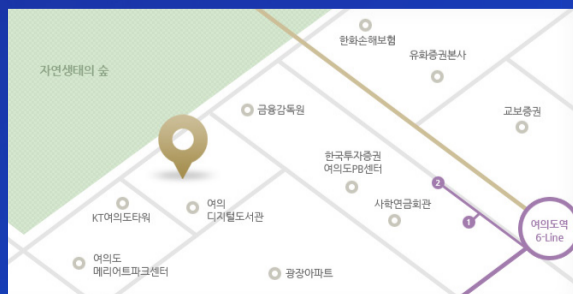 한화손해보험
유화증권본사
자연생태의 숲
금융감독원
교보증권
한국투자증권
여의도PB센터
2
사학연금회관
여의
디지털도서관
KT여의도타워
1
여의도역
6-Line
여의도
메리어트파크센터
광장아파트